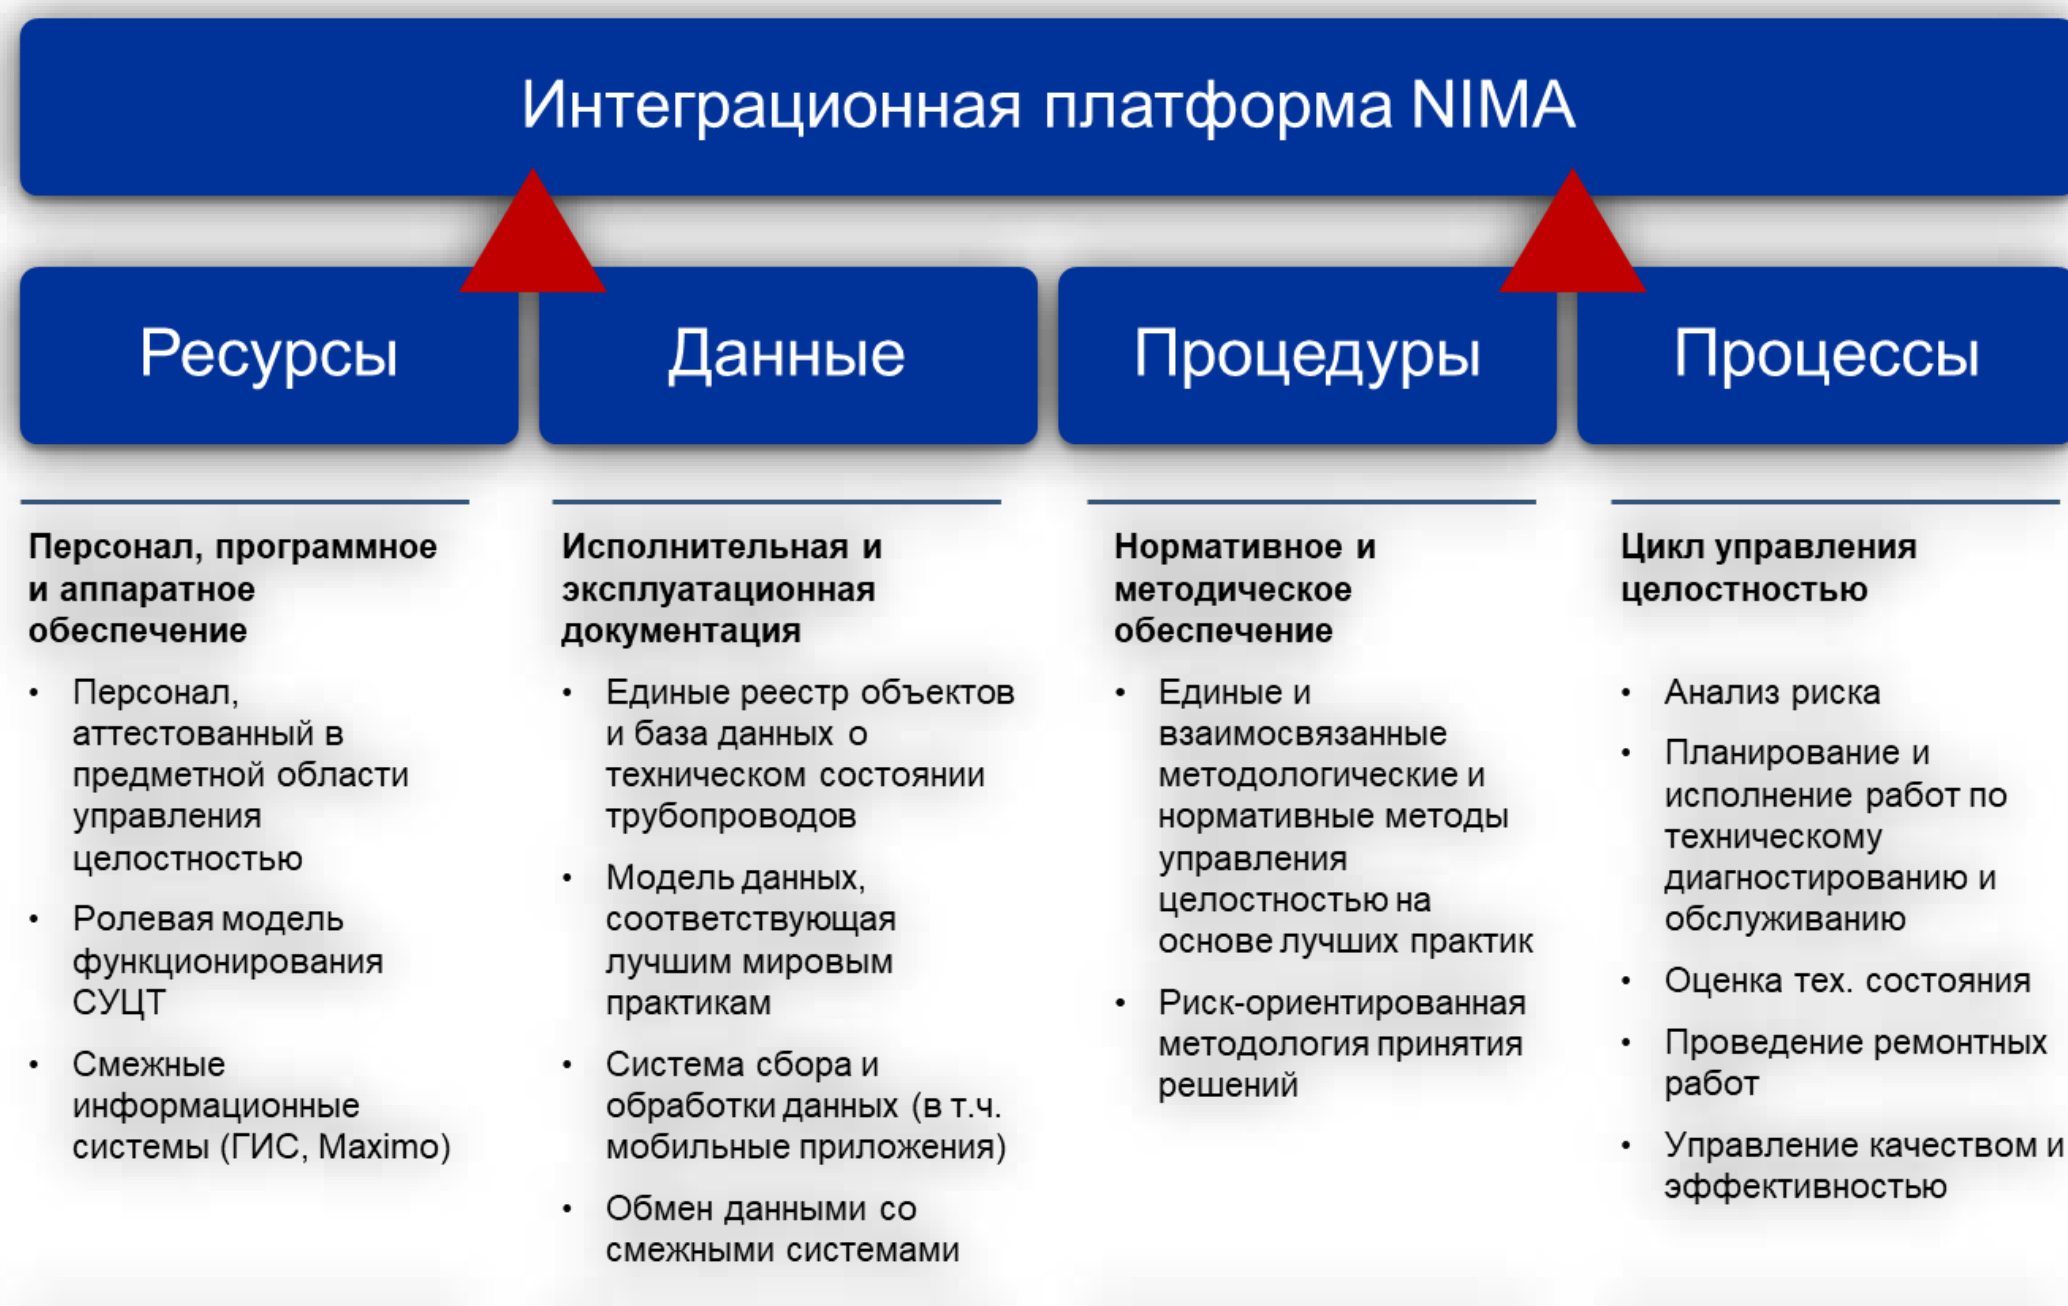 Интеграционная платформа NIMA
Ресурсы
Данные
Процедуры
Процессы
Персонал, программное
и аппаратное
обеспечение
• Персонал,
аттестованный в
предметной области
управления
целостностью
• Ролевая модель
функционирования
СУЦТ
• Смежные
информационные
системы (ГИС, Maximo)
Исполнительная и
эксплуатационная
документация
• Единые реестр объектов
и база данных о
техническом состоянии
трубопроводов
• Модель данных,
соответствующая
лучшим мировым
практикам
• Система сбора и
обработки данных (в т.ч.
мобильные приложения)
• Обмен данными со
смежными системами
Нормативное и
методическое
обеспечение
• Единые и
взаимосвязанные
методологические и
нормативные методы
управления
целостностью на
основе лучших практик
• Риск-ориентированная
методология принятия
решений
Цикл управления
целостностью
• Анализ риска
• Планирование и
исполнение работ по
техническому
диагностированию и
обслуживанию
• Оценка тех. состояния
• Проведение ремонтных
работ
• Управление качеством и
эффективностью